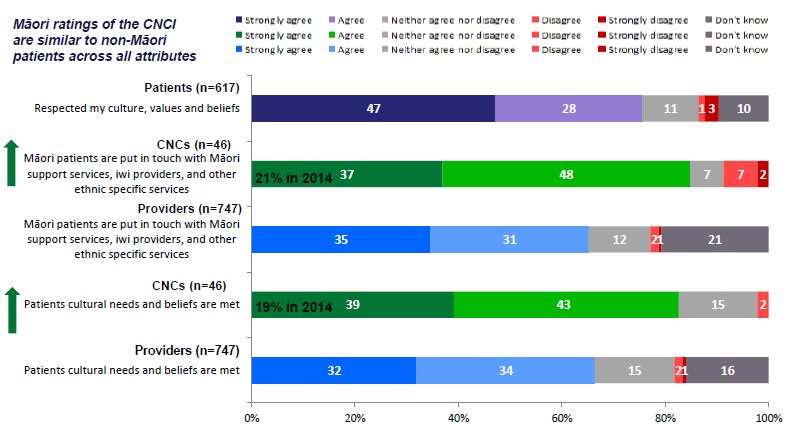 Māori ratings of the CNCI
are similar to non-Māori
patients across all attributes
Strongly agree Agree Neither agree nor disagree Disagree Strongly disagree Don't know
Strongly agree Agree Neither agree nor disagree Disagree Strongly disagree Don't know
Strongly agree Agree Neither agree nor disagree Disagree Strongly disagree Don't know
Patients (n=617)
Respected my culture, values and beliefs
47 28 11 1 3 10
CNCs (n=46)
Māori patients are put in touch with Māori
support services, iwi providers, and other
ethnic specific services
21% in 2014 37 48 7 7 2
Providers (n=747)
Māori patients are put in touch with Māori
support services, iwi providers, and other
ethnic specific services
35 31 12 2 1 21
CNCs (n=46)
Patients cultural needs and beliefs are met
19% in 2014 39 43 15 2
Providers (n=747)
Patients cultural needs and beliefs are met
32 34 15 2 1 16
0% 20% 40% 60% 80% 100%